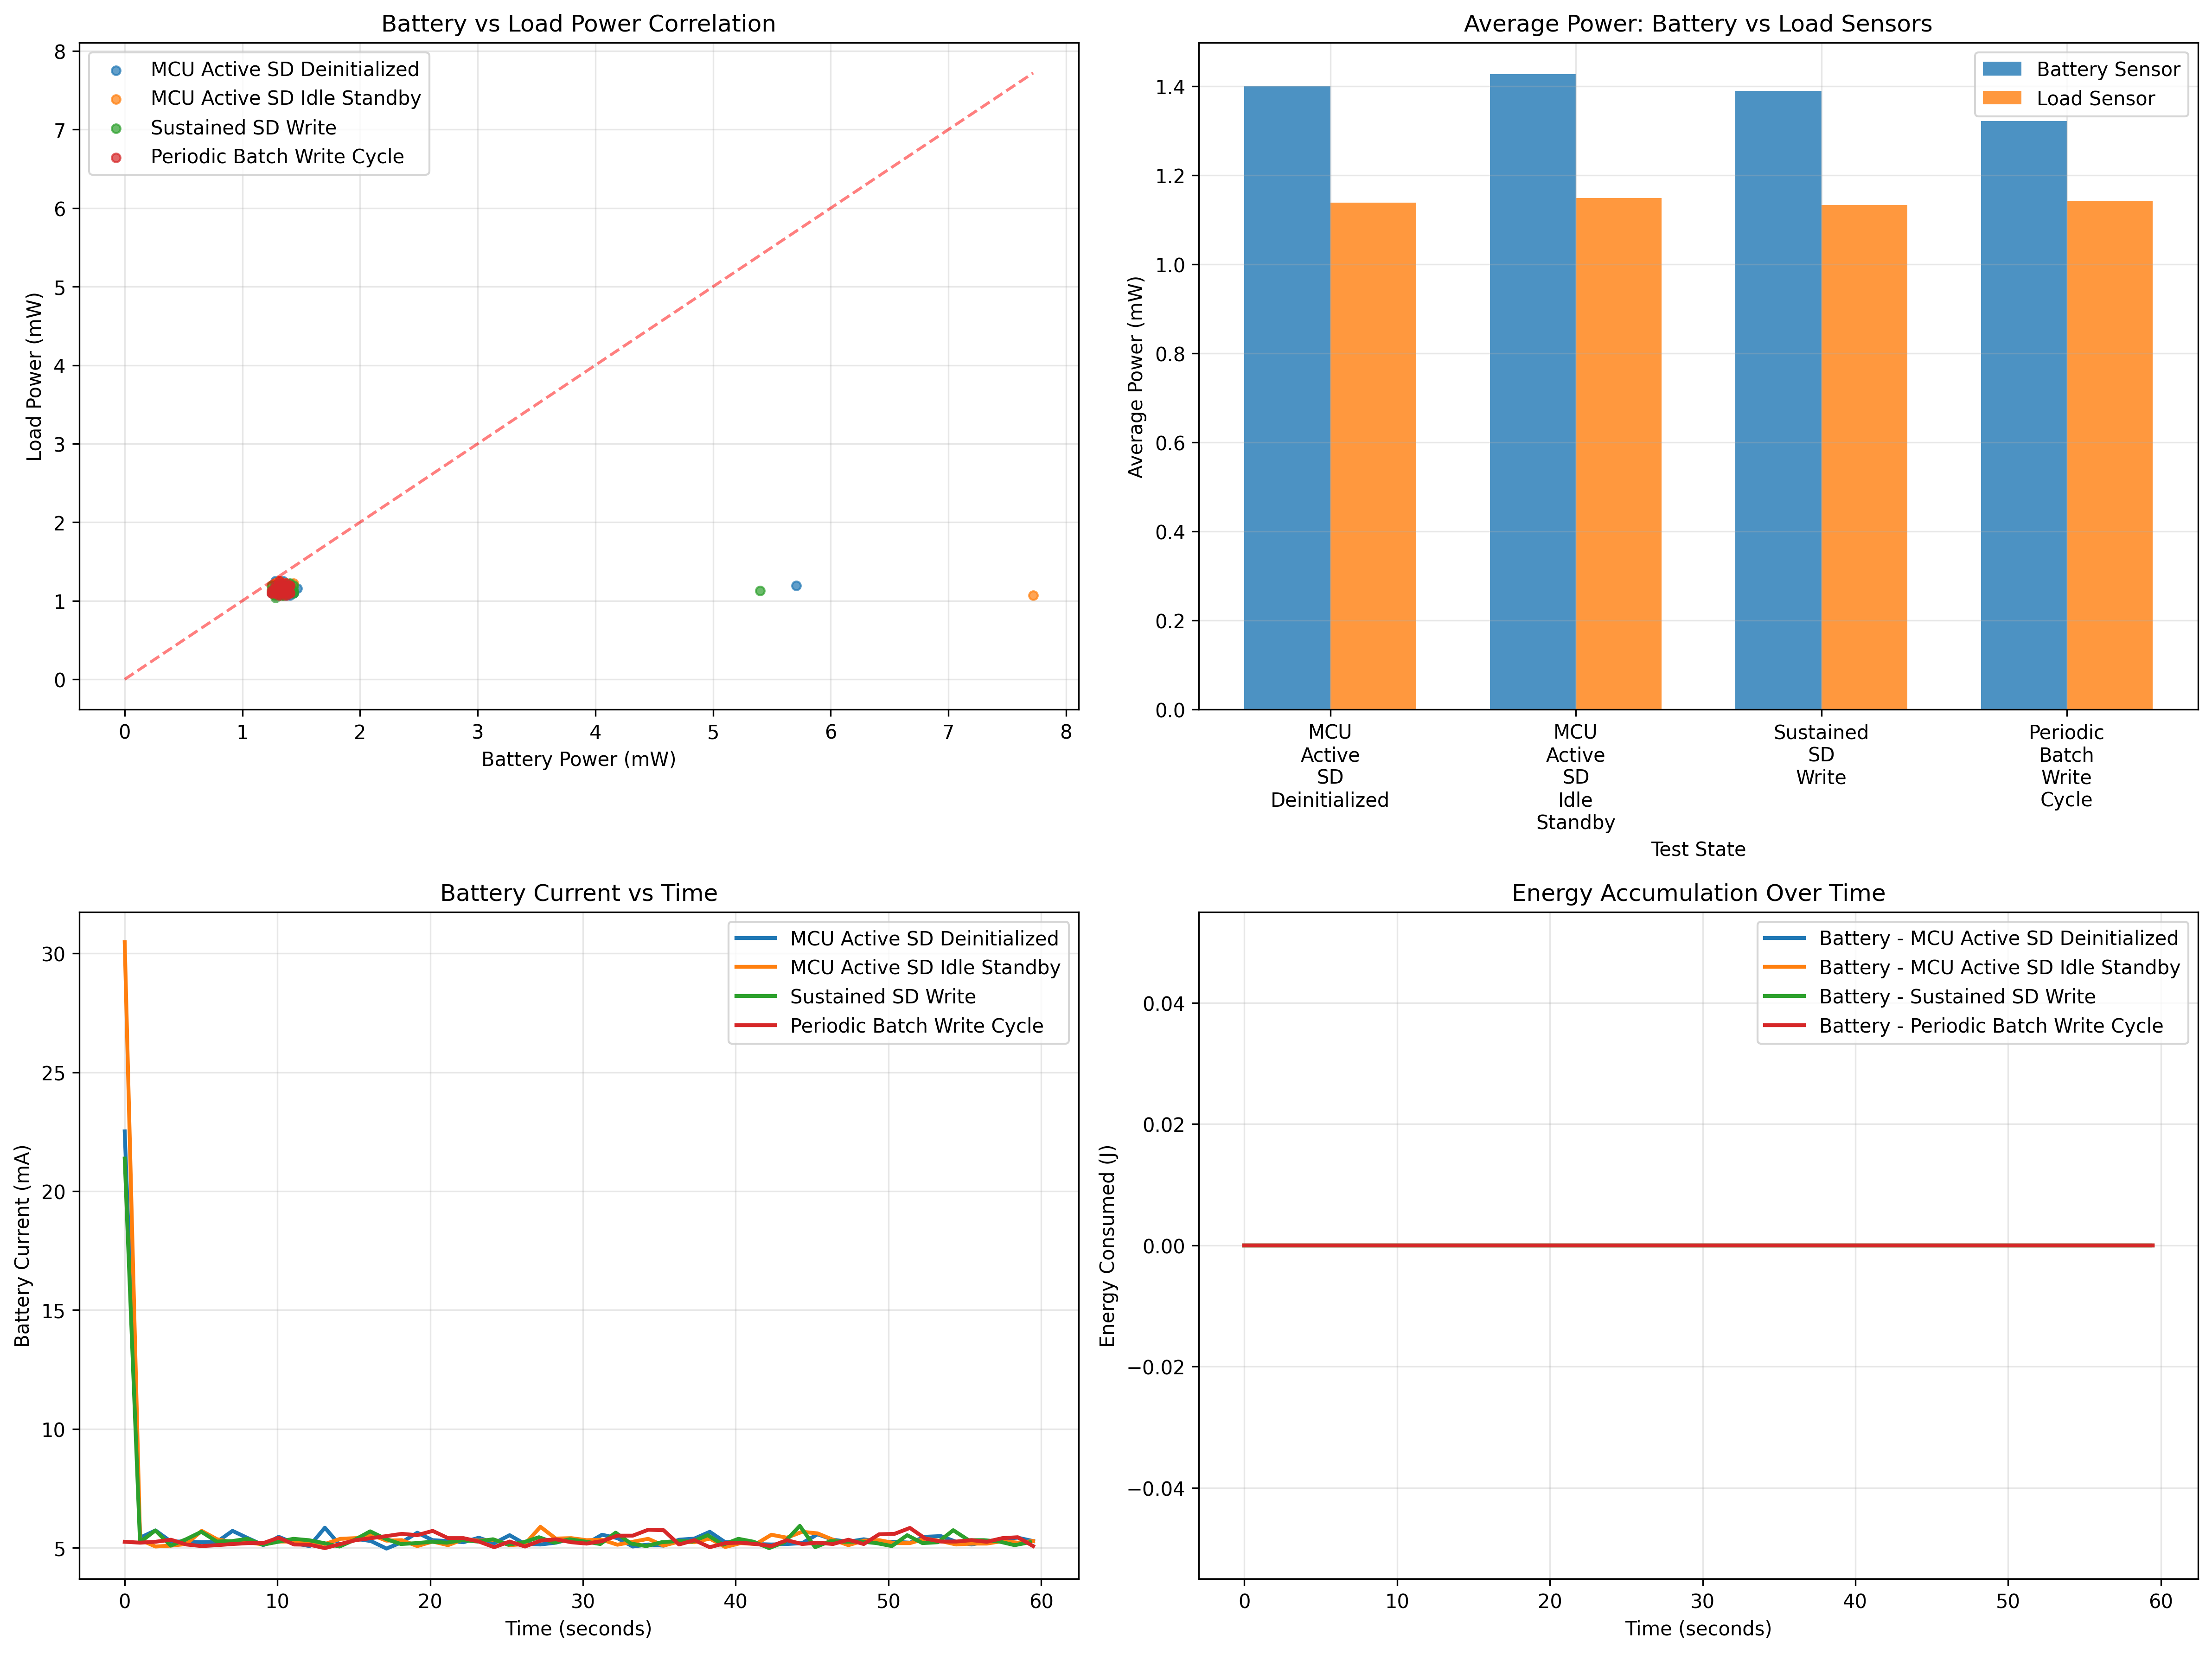 Battery vs Load Power Correlation
MCU Active SD Deinitialized
MCU Active SD Idle Standby
Sustained SD Write
Periodic Batch Write Cycle
8
7
6
5
4
3
2
1
0
Load Power (mW)
0 1 2 3 4 5 6 7 8
Battery Power (mW)
Average Power: Battery vs Load Sensors
Battery Sensor
Load Sensor
1.4
1.2
1.0
0.8
0.6
0.4
0.2
0.0
Average Power (mW)
MCU
Active
SD
Deinitialized
MCU
Active
SD
Idle
Standby
Sustained
SD
Write
Periodic
Batch
Write
Cycle
Test State
Battery Current vs Time
MCU Active SD Deinitialized
MCU Active SD Idle Standby
Sustained SD Write
Periodic Batch Write Cycle
30
25
20
15
10
5
Battery Current (mA)
0 10 20 30 40 50 60
Time (seconds)
Energy Accumulation Over Time
Battery - MCU Active SD Deinitialized
Battery - MCU Active SD Idle Standby
Battery - Sustained SD Write
Battery - Periodic Batch Write Cycle
0.04
0.02
0.00
−0.02
−0.04
Energy Consumed (J)
0 10 20 30 40 50 60
Time (seconds)